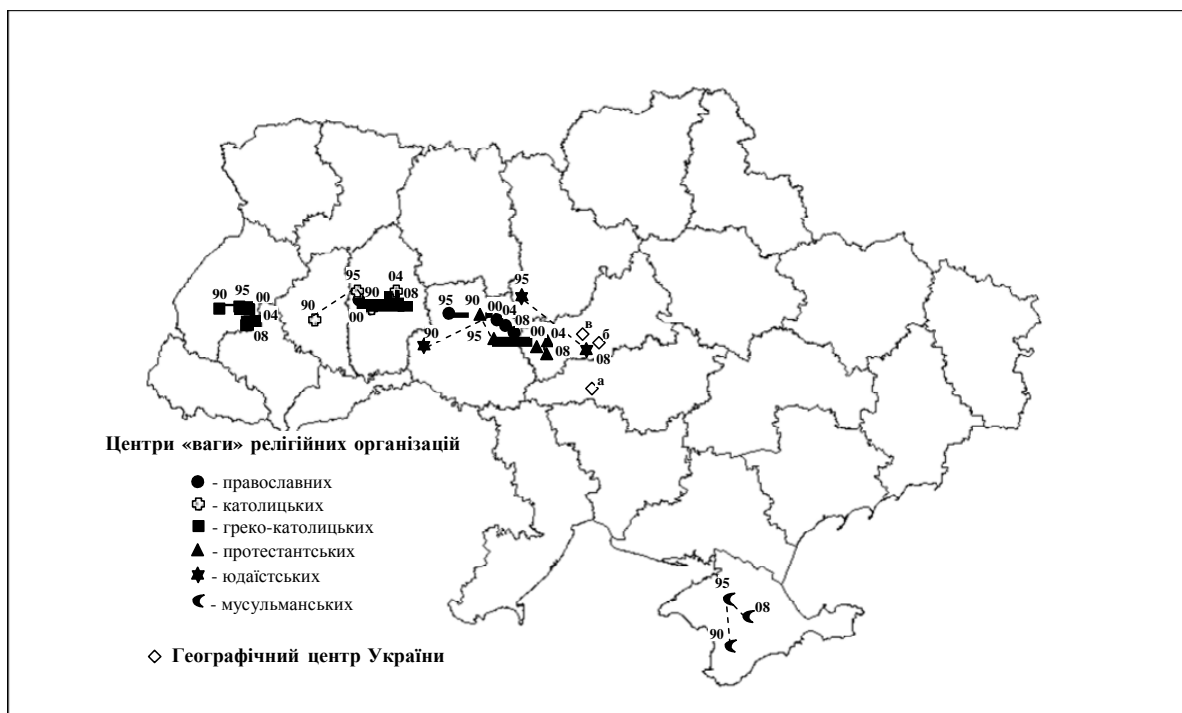 95
04
90
08
00
90
95
00
04
08
90
95
90
00
04
08
95
00
04
08
95
90
в
б
08
а
Центри «ваги» релігійних організацій
- православних
- католицьких
- греко-католицьких
- протестантських
- юдаїстських
- мусульманських
Географічний центр України
95
08
90